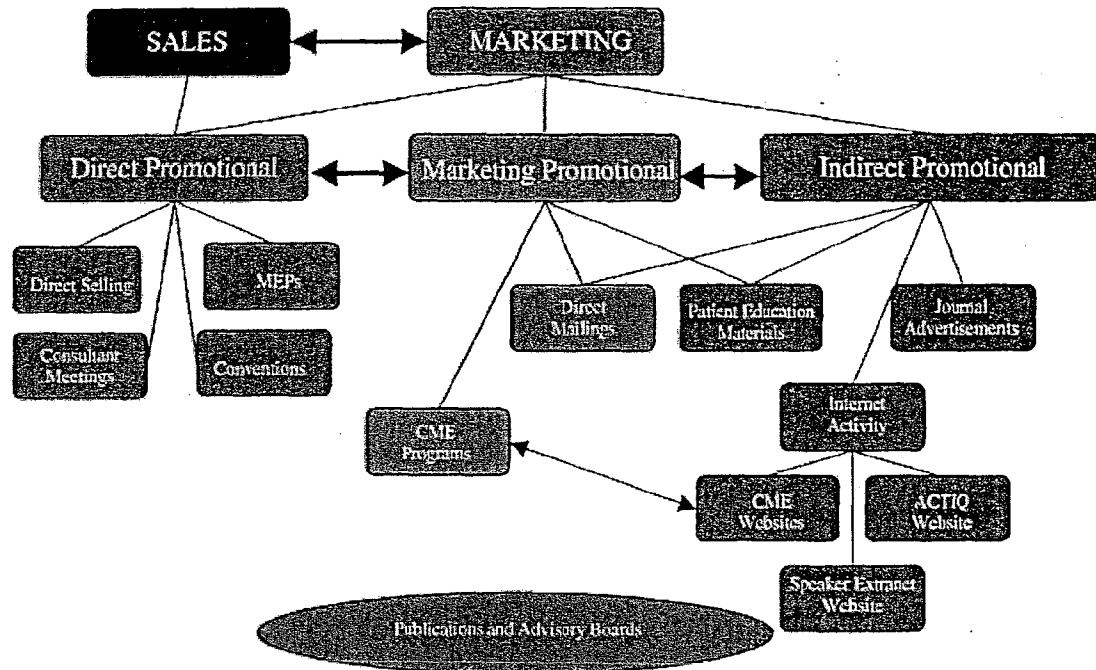 SALES
MARKETING
Direct Promotional
Marketing Promotional
Indirect Promotional
Direct Selling
MEPs
Direct
Mailings
Patient Education
Materials
Journal
Advertisements
Consultant
Meetings
Conventions
Internet
Activity
CME
Programs
CME
Websites
ACTIQ
Website
Speaker Extranet
Website
Publications and Advisory Boards